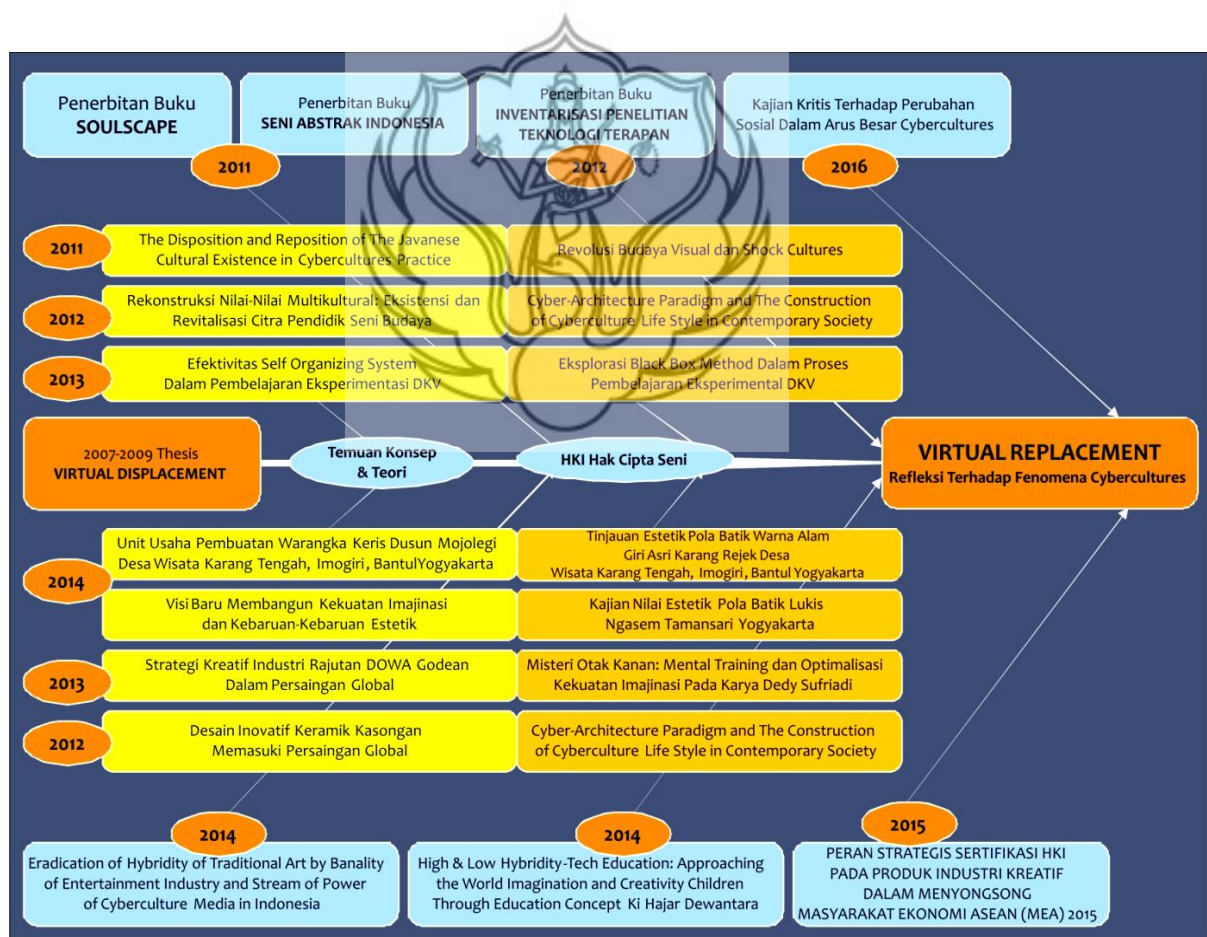 Penerbitan Buku
SOULSCAPE
Penerbitan Buku
SENI ABSTRAK INDONESIA
Penerbitan Buku
INVENTARISASI PENELITIAN
TEKNOLOGI TERAPAN
Kajian Kritis Terhadap Perubahan
Sosial Dalam Arus Besar Cybercultures
2011
2012
2016
2011
The Disposition and Reposition of The Javanese
Cultural Existence in Cybercultures Practice
Revolusi Budaya Visual dan Shock Cultures
2012
Rekonstruksi Nilai-Nilai Multikultural: Eksistensi dan
Revitalisasi Citra Pendidik Seni Budaya
Cyber-Architecture Paradigm and The Construction
of Cyberculture Life Style in Contemporary Society
2013
Efektivitas Self Organizing System
Dalam Pembelajaran Eksperimentasi DKV
Eksplorasi Black Box Method Dalam Proses
Pembelajaran Eksperimental DKV
2007-2009 Thesis
VIRTUAL DISPLACEMENT
Temuan Konsep
& Teori
HKI Hak Cipta Seni
VIRTUAL REPLACEMENT
Refleksi Terhadap Fenomena Cybercultures
2014
Unit Usaha Pembuatan Warangka Keris Dusun Mojolegi
Desa Wisata Karang Tengah, Imogiri, BantulYogyakarta
Tinjauan Estetik Pola Batik Warna Alam
Giri Asri Karang Rejek Desa
Wisata Karang Tengah, Imogiri, Bantul Yogyakarta
Visi Baru Membangun Kekuatan Imajinasi
dan Kebaruan-Kebaruan Estetik
Kajian Nilai Estetik Pola Batik Lukis
Ngasem Tamansari Yogyakarta
2013
Strategi Kreatif Industri Rajutan DOWA Godean
Dalam Persaingan Global
Misteri Otak Kanan: Mental Training dan Optimalisasi
Kekuatan Imajinasi Pada Karya Dedy Sufriadi
2012
Desain Inovatif Keramik Kasongan
Memasuki Persaingan Global
Cyber-Architecture Paradigm and The Construction
of Cyberculture Life Style in Contemporary Society
2014
Eradication of Hybridity of Traditional Art by Banality
of Entertainment Industry and Stream of Power
of Cyberculture Media in Indonesia
2014
High & Low Hybridity-Tech Education: Approaching
the World Imagination and Creativity Children
Through Education Concept Ki Hajar Dewantara
2015
PERAN STRATEGIS SERTIFIKASI HKI
PADA PRODUK INDUSTRI KREATIF
DALAM MENYONGSONG
MASYARAKAT EKONOMI ASEAN (MEA) 2015